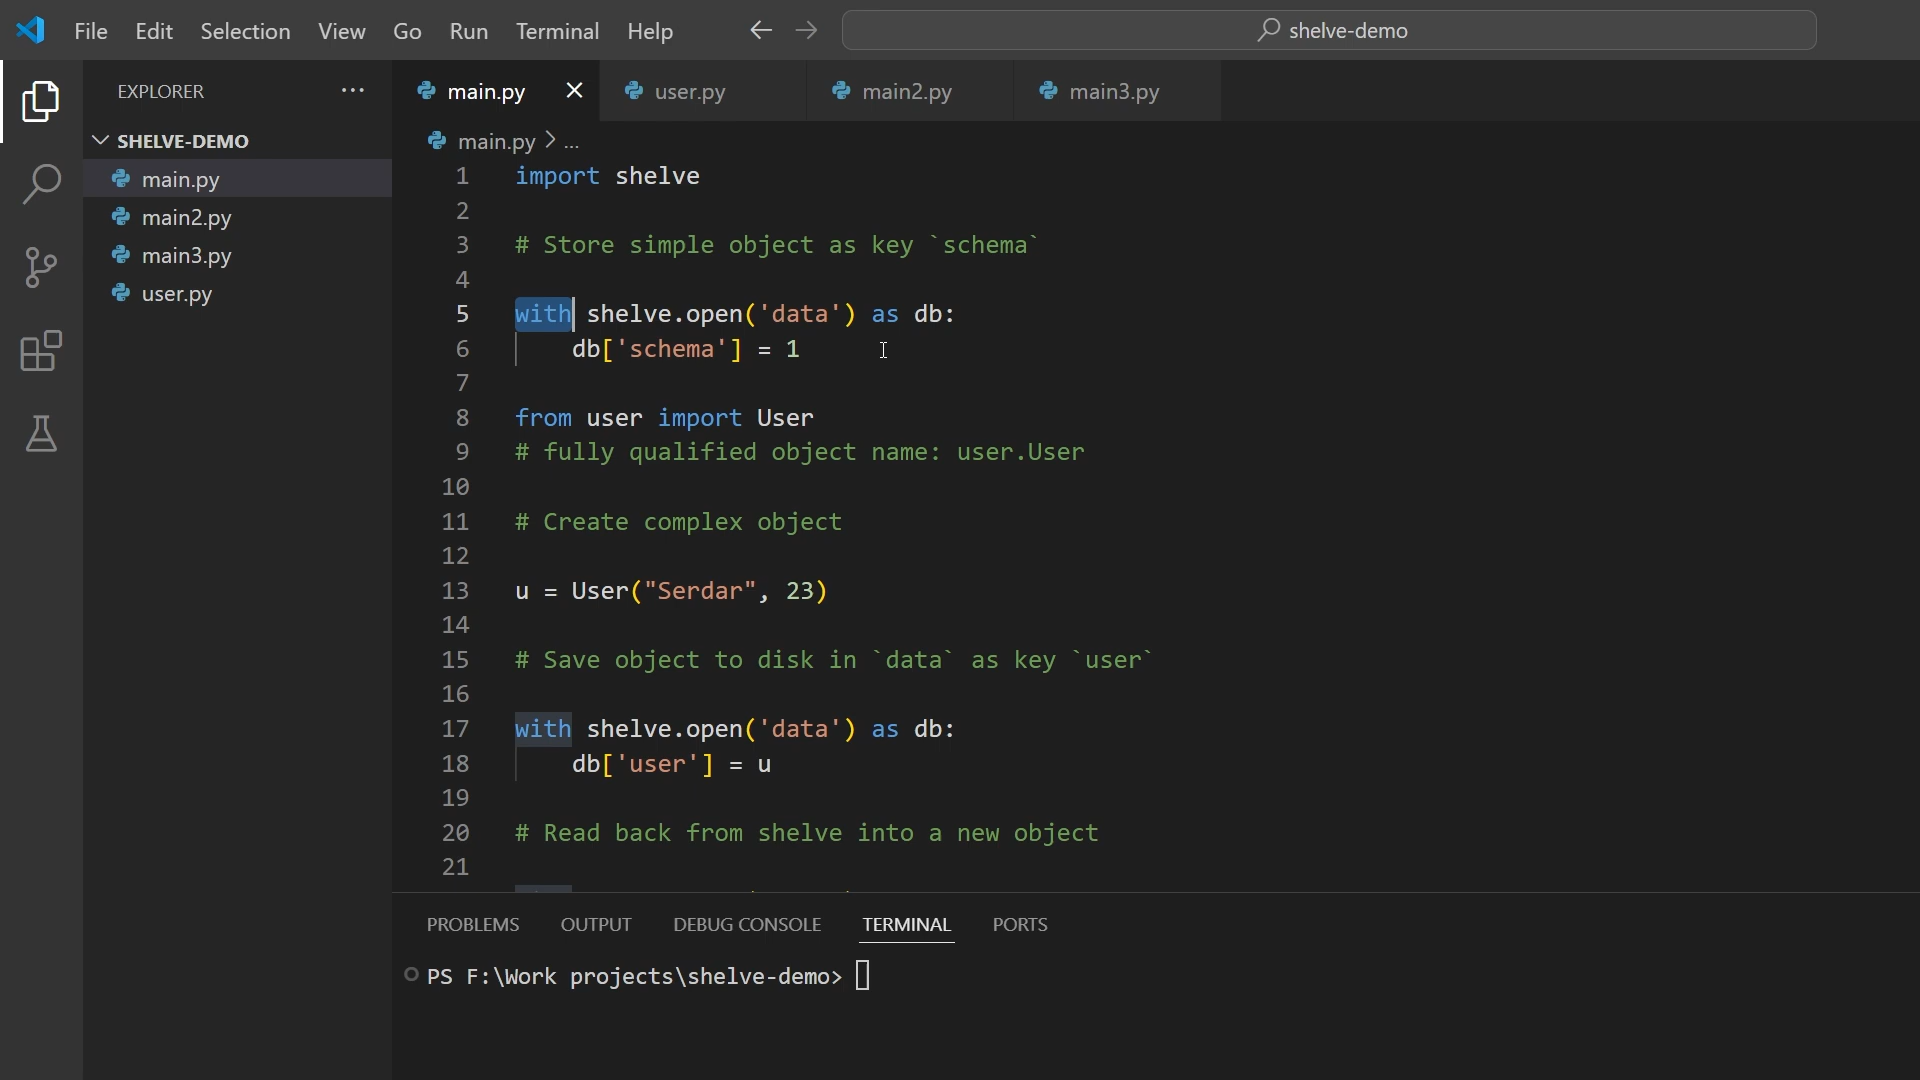 File Edit Selection View Go Run Terminal Help shelve-demo
EXPLORER
SHELVE-DEMO
main.py
main2.py
main3.py
user.py
main.py user.py main2.py main3.py
main.py > ...
1 import shelve
2
3 # Store simple object as key `schema`
4
5 with shelve.open('data') as db:
6 db['schema'] = 1
7
8 from user import User
9 # fully qualified object name: user.User
10
11 # Create complex object
12
13 u = User("Serdar", 23)
14
15 # Save object to disk in `data` as key `user`
16
17 with shelve.open('data') as db:
18 db['user'] = u
19
20 # Read back from shelve into a new object
21
PROBLEMS OUTPUT DEBUG CONSOLE TERMINAL PORTS
PS F:\Work projects\shelve-demo>